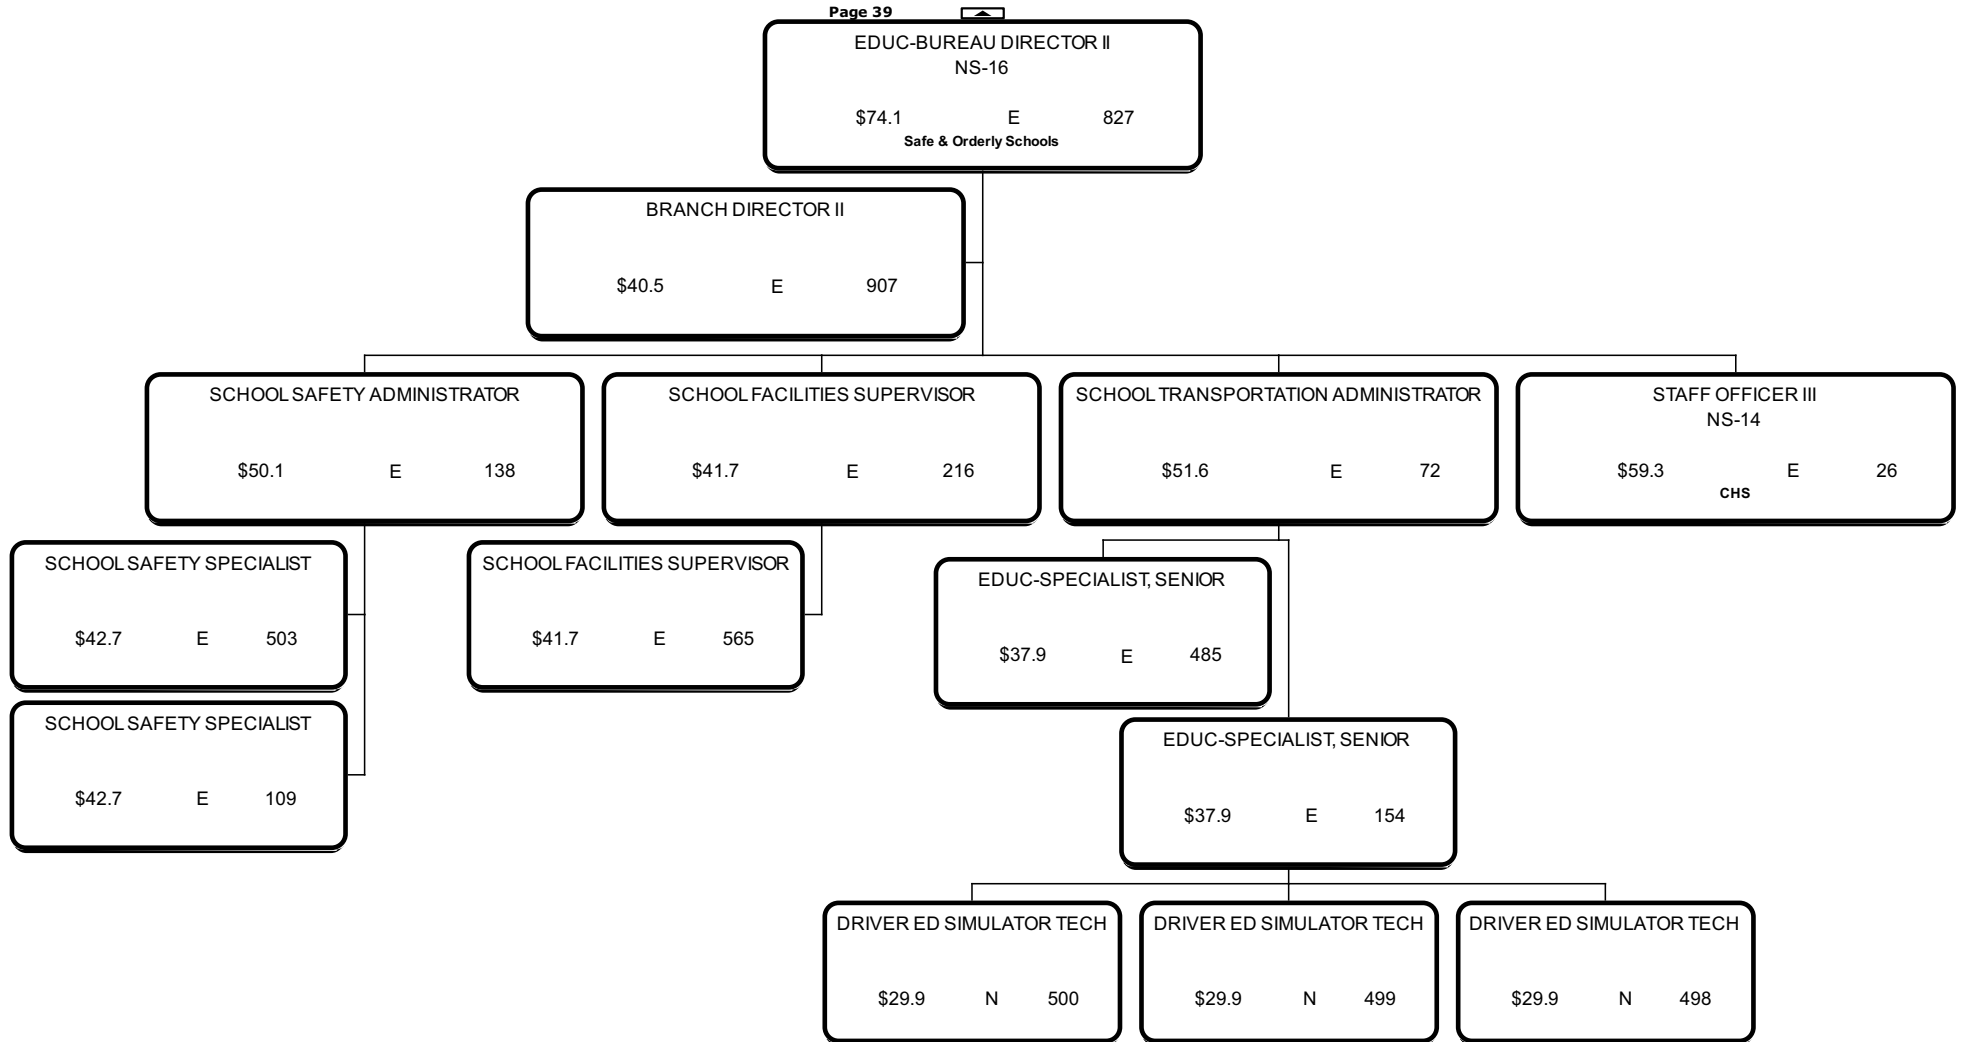 Page 39
EDUC-BUREAU DIRECTOR II
NS-16
$74.1 E 827
Safe & Orderly Schools
BRANCH DIRECTOR II
$40.5 E 907
SCHOOL SAFETY ADMINISTRATOR
$50.1 E 138
SCHOOL FACILITIES SUPERVISOR
$41.7 E 216
SCHOOL TRANSPORTATION ADMINISTRATOR
$51.6 E 72
STAFF OFFICER III
NS-14
$59.3 E 26
CHS
SCHOOL SAFETY SPECIALIST
$42.7 E 503
SCHOOL FACILITIES SUPERVISOR
$41.7 E 565
EDUC-SPECIALIST, SENIOR
$37.9 E 485
SCHOOL SAFETY SPECIALIST
$42.7 E 109
EDUC-SPECIALIST, SENIOR
$37.9 E 154
DRIVER ED SIMULATOR TECH
$29.9 N 500
DRIVER ED SIMULATOR TECH
$29.9 N 499
DRIVER ED SIMULATOR TECH
$29.9 N 498